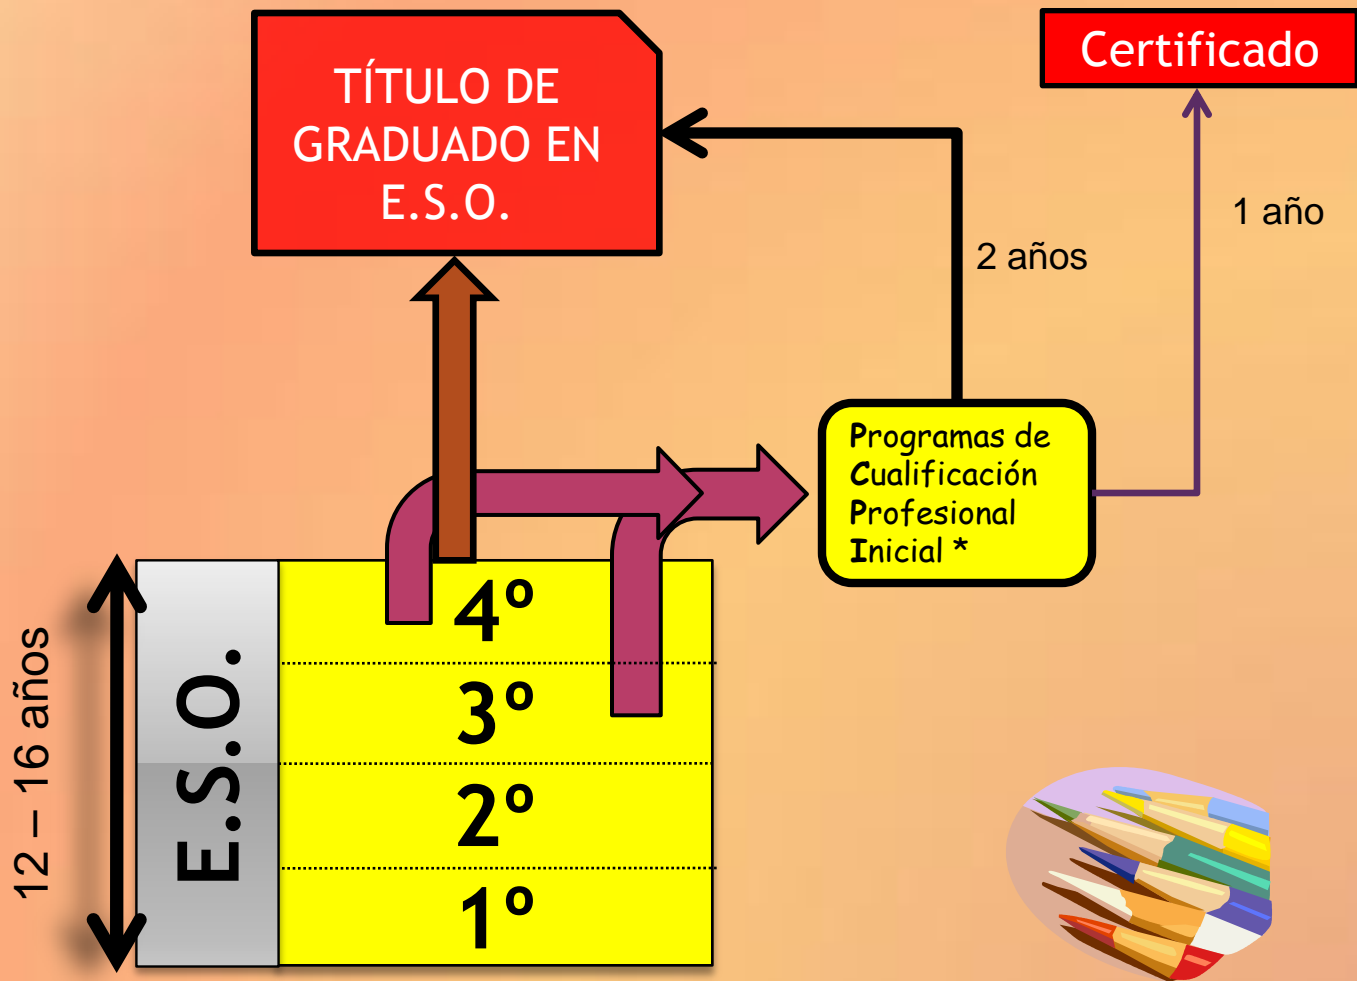 TÍTULO DE
GRADUADO EN
E.S.O.
Certificado
1 año
2 años
Programas de
Cualificación
Profesional
Inicial *
12 – 16 años
E.S.O.
4º
3º
2º
1º